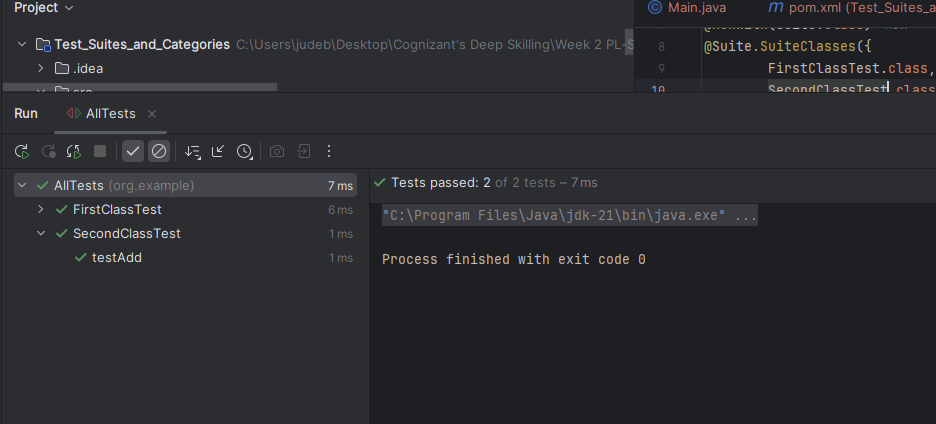 Project
Main.java
pom.xml (Test_Suites_a
Test_Suites_and_Categories C:\Users\judeb\Desktop\Cognizant's Deep Skilling\Week 2 PL-S
8 @Suite.SuiteClasses({
.idea
9 FirstClassTest.class,
10 SecondClassTest.class
Run
AllTests
AllTests (org.example) 7 ms
Tests passed: 2 of 2 tests – 7 ms
FirstClassTest 6 ms
"C:\Program Files\Java\jdk-21\bin\java.exe" ...
SecondClassTest 1 ms
testAdd 1 ms
Process finished with exit code 0